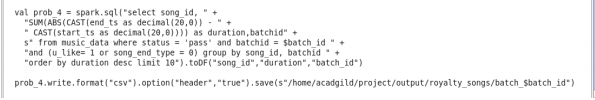 val prob_4 = spark.sql("select song_id, " +
"SUM(ABS(CAST(end_ts as decimal(20,0)) - " +
" CAST(start_ts as decimal(20,0)))) as duration,batchid" +
s" from music_data where status = 'pass' and batchid = $batch_id " +
"and (u_like= 1 or song_end_type = 0) group by song_id, batchid " +
"order by duration desc limit 10").toDF("song_id","duration","batch_id")
prob_4.write.format("csv").option("header","true").save(s"/home/acadgild/project/output/royalty_songs/batch_$batch_id")